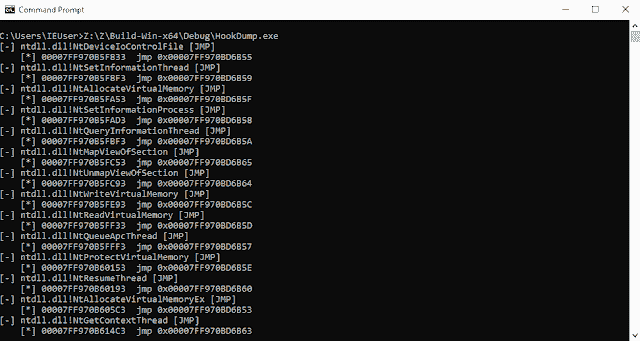 Command Prompt
C:\Users\IEUser>Z:\Z\Build-Win-x64\Debug\HookDump.exe
[-] ntdll.dll!NtDeviceIoControlFile [JMP]
[*] 00007FF970B5FB33 jmp 0x00007FF970BD6B55
[-] ntdll.dll!NtSetInformationThread [JMP]
[*] 00007FF970B5FBF3 jmp 0x00007FF970BD6B59
[-] ntdll.dll!NtAllocateVirtualMemory [JMP]
[*] 00007FF970B5FA53 jmp 0x00007FF970BD6B5F
[-] ntdll.dll!NtSetInformationProcess [JMP]
[*] 00007FF970B5FAD3 jmp 0x00007FF970BD6B58
[-] ntdll.dll!NtQueryInformationThread [JMP]
[*] 00007FF970B5FBF3 jmp 0x00007FF970BD6B5A
[-] ntdll.dll!NtMapViewOfSection [JMP]
[*] 00007FF970B5FC53 jmp 0x00007FF970BD6B65
[-] ntdll.dll!NtUnmapViewOfSection [JMP]
[*] 00007FF970B5FC93 jmp 0x00007FF970BD6B64
[-] ntdll.dll!NtWriteVirtualMemory [JMP]
[*] 00007FF970B5FE93 jmp 0x00007FF970BD6B5C
[-] ntdll.dll!NtReadVirtualMemory [JMP]
[*] 00007FF970B5FF33 jmp 0x00007FF970BD6B5D
[-] ntdll.dll!NtQueueApcThread [JMP]
[*] 00007FF970B5FFF3 jmp 0x00007FF970BD6B57
[-] ntdll.dll!NtProtectVirtualMemory [JMP]
[*] 00007FF970B60153 jmp 0x00007FF970BD6B5E
[-] ntdll.dll!NtResumeThread [JMP]
[*] 00007FF970B60193 jmp 0x00007FF970BD6B60
[-] ntdll.dll!NtAllocateVirtualMemoryEx [JMP]
[*] 00007FF970B605C3 jmp 0x00007FF970BD6B53
[-] ntdll.dll!NtGetContextThread [JMP]
[*] 00007FF970B614C3 jmp 0x00007FF970BD6B63